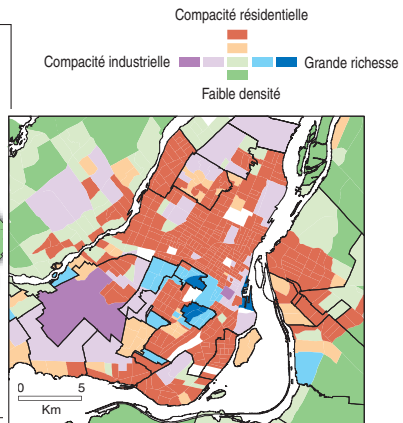 Compacité résidentielle
Compacité industrielle
Grande richesse
Faible densité
0 5
Km